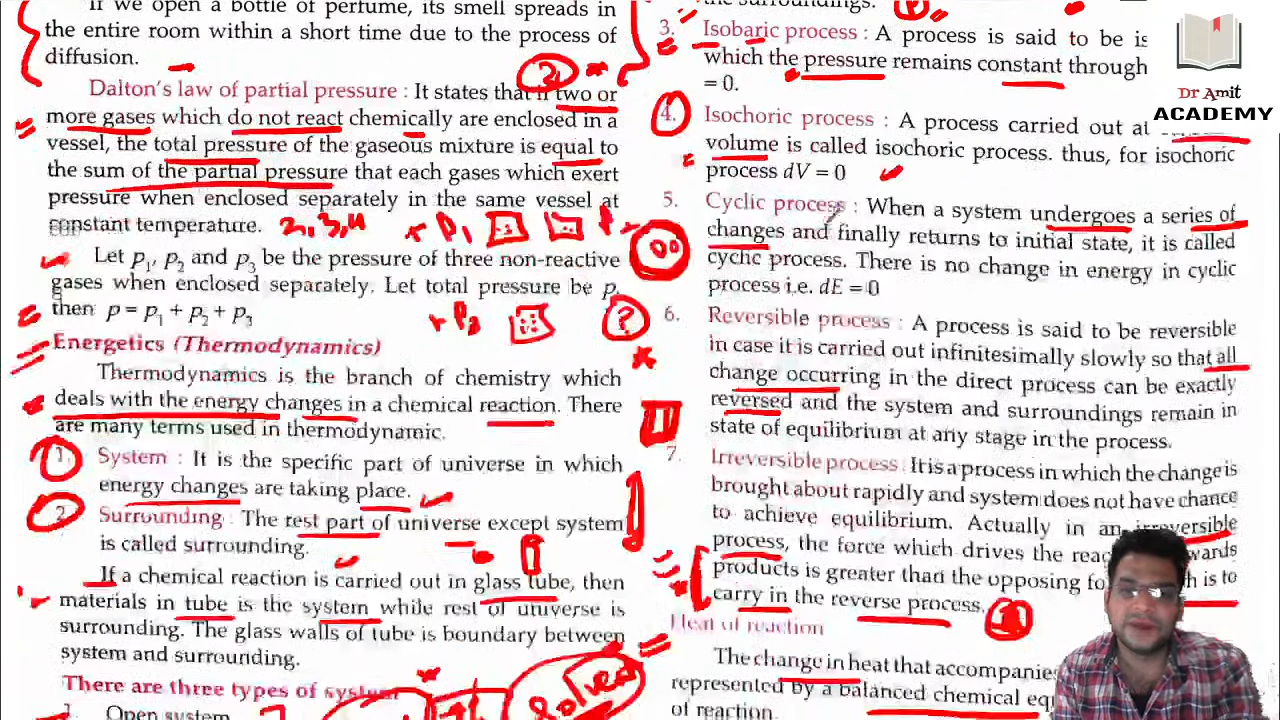 If we open a bottle of perfume, its smell spreads in
the entire room within a short time due to the process of
diffusion.
Dalton's law of partial pressure : It states that if two or
more gases which do not react chemically are enclosed in a
vessel, the total pressure of the gaseous mixture is equal to
the sum of the partial pressure that each gases which exert
pressure when enclosed separately in the same vessel at
constant temperature.
2, 3, 4
P₁
Let p₁, p₂ and p₃ be the pressure of three non-reactive
gases when enclosed separately. Let total pressure be p,
then p = p₁ + p₂ + p₃
?
Energetics (Thermodynamics)
Thermodynamics is the branch of chemistry which
deals with the energy changes in a chemical reaction. There
are many terms used in thermodynamic.
1. System : It is the specific part of universe in which
energy changes are taking place.
2. Surrounding : The rest part of universe except system
is called surrounding.
If a chemical reaction is carried out in glass tube, then
materials in tube is the system while rest of universe is
surrounding. The glass walls of tube is boundary between
system and surrounding.
There are three types of system
1. Open system
the surroundings.
3. Isobaric process : A process is said to be is
which the pressure remains constant through
= 0.
4. Isochoric process : A process carried out at
volume is called isochoric process. thus, for isochoric
process dV = 0
5. Cyclic process : When a system undergoes a series of
changes and finally returns to initial state, it is called
cyclic process. There is no change in energy in cyclic
process i.e. dE = 0
6. Reversible process : A process is said to be reversible
in case it is carried out infinitesimally slowly so that all
change occurring in the direct process can be exactly
reversed and the system and surroundings remain in
state of equilibrium at any stage in the process.
7. Irreversible process : It is a process in which the change is
brought about rapidly and system does not have chance
to achieve equilibrium. Actually in an irreversible
process, the force which drives the reac wards
products is greater than the opposing fo h is to
carry in the reverse process.
Heat of reaction
The change in heat that accompanie
represented by a balanced chemical eq
of reaction.
Dr Amit
ACADEMY